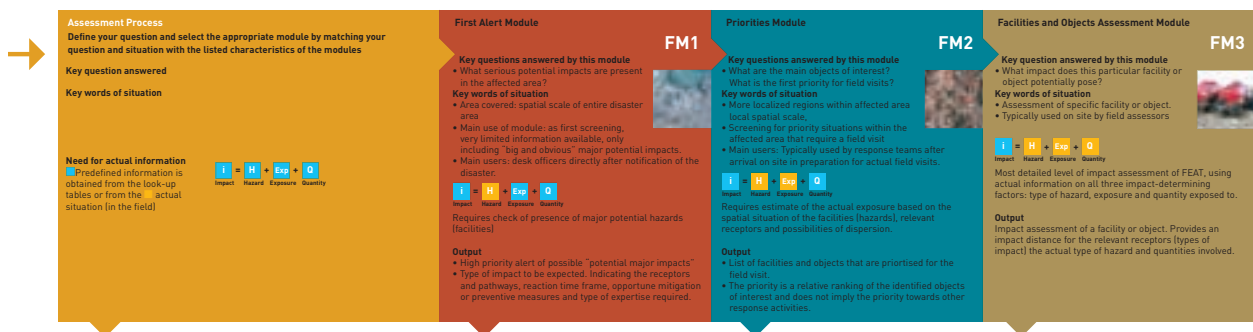 Assessment Process
Define your question and select the appropriate module by matching your
question and situation with the listed characteristics of the modules
Key question answered
Key words of situation
Need for actual information
Predefined information is
obtained from the look-up
tables or from the actual
situation (in the field)
i = H + Exp + Q
Impact Hazard Exposure Quantity
First Alert Module
FM1
Key questions answered by this module
• What serious potential impacts are present
in the affected area?
Key words of situation
• Area covered: spatial scale of entire disaster
area
• Main use of module: as first screening,
very limited information available, only
including “big and obvious” major potential impacts.
• Main users: desk officers directly after notification of the
disaster.
i = H + Exp + Q
Impact Hazard Exposure Quantity
Requires check of presence of major potential hazards
(facilities)
Output
• High priority alert of possible “potential major impacts”
• Type of impact to be expected. Indicating the receptors
and pathways, reaction time frame, opportune mitigation
or preventive measures and type of expertise required.
Priorities Module
FM2
Key questions answered by this module
• What are the main objects of interest?
What is the first priority for field visits?
Key words of situation
• More localized regions within affected area
local spatial scale,
• Screening for priority situations within the
affected area that require a field visit
• Main users: Typically used by response teams after
arrival on site in preparation for actual field visits.
i = H + Exp + Q
Impact Hazard Exposure Quantity
Requires estimate of the actual exposure based on the
spatial situation of the facilities (hazards), relevant
receptors and possibilities of dispersion.
Output
• List of facilities and objects that are prioritised for the
field visit.
• The priority is a relative ranking of the identified objects
of interest and does not imply the priority towards other
response activities.
Facilities and Objects Assessment Module
FM3
Key question answered by this module
• What impact does this particular facility or
object potentially pose?
Key words of situation
• Assessment of specific facility or object.
• Typically used on site by field assessors
i = H + Exp + Q
Impact Hazard Exposure Quantity
Most detailed level of impact assessment of FEAT, using
actual information on all three impact-determining
factors: type of hazard, exposure and quantity exposed to.
Output
Impact assessment of a facility or object. Provides an
impact distance for the relevant receptors (types of
impact) the actual type of hazard and quantities involved.